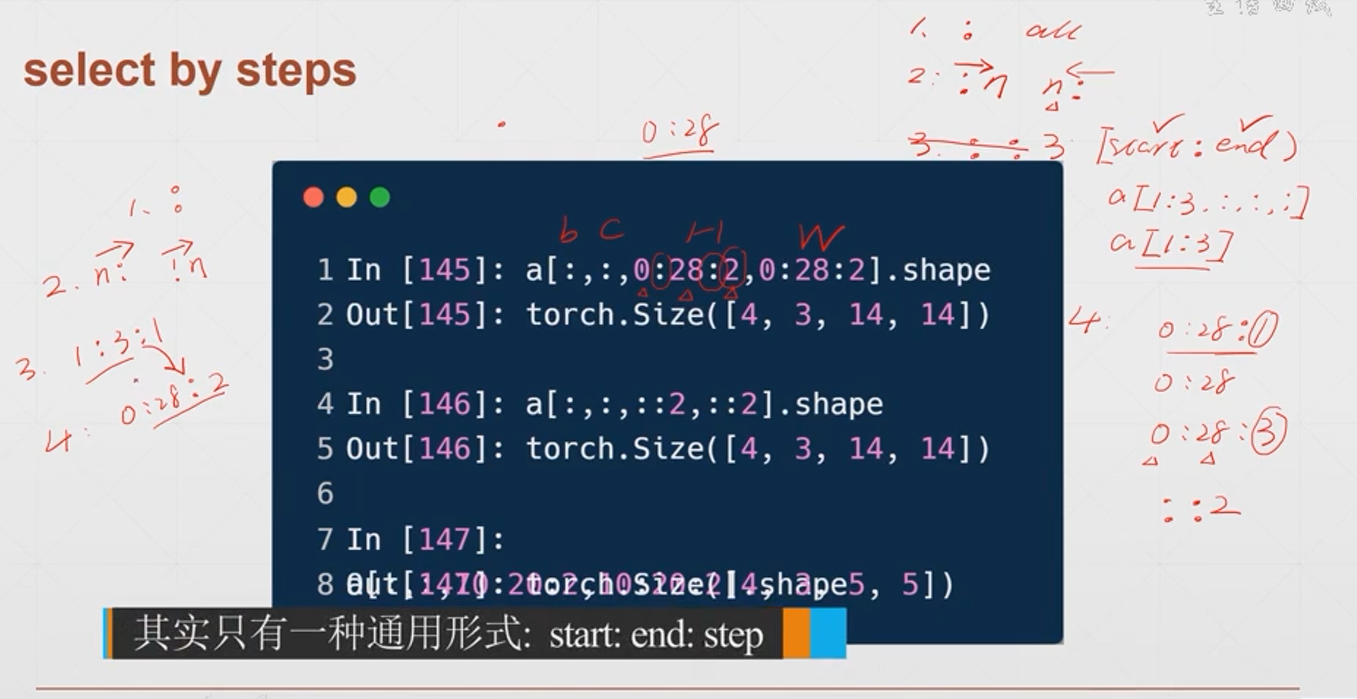 select by steps
1. : all
2: :n n:
0:28
3. : : 3 [start:end)
a[1:3,:,:,:]
a[1:3]
1. :
2. n: :n
3. 1:3:1
4: 0:28:2
b c H W
1 In [145]: a[:,:,0:28:2,0:28:2].shape
2 Out[145]: torch.Size([4, 3, 14, 14])
3
4 In [146]: a[:,:,::2,::2].shape
5 Out[146]: torch.Size([4, 3, 14, 14])
6
7 In [147]:
8
4: 0:28:1
0:28
0:28:3
::2
其实只有一种通用形式: start: end: step